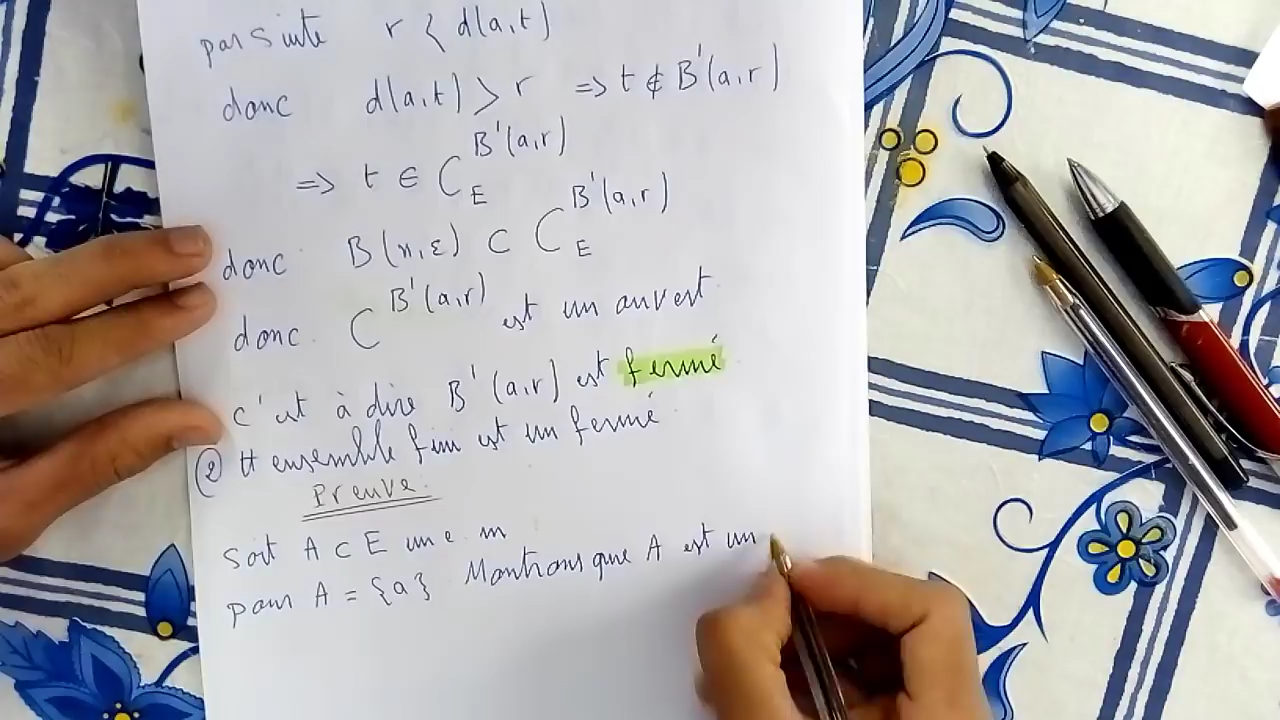 par suite r < d(a,t)
donc d(a,t) > r => t ∉ B'(a,r)
=> t ∈ C_E^{B'(a,r)}
donc B(x,ε) ⊂ C_E^{B'(a,r)}
donc C^{B'(a,r)} est un ouvert
c'est à dire B'(a,r) est fermé
② tt ensemble fini est un fermé
Preuve
Soit A ⊂ E une m
pour A = {a} Montrons que A est un